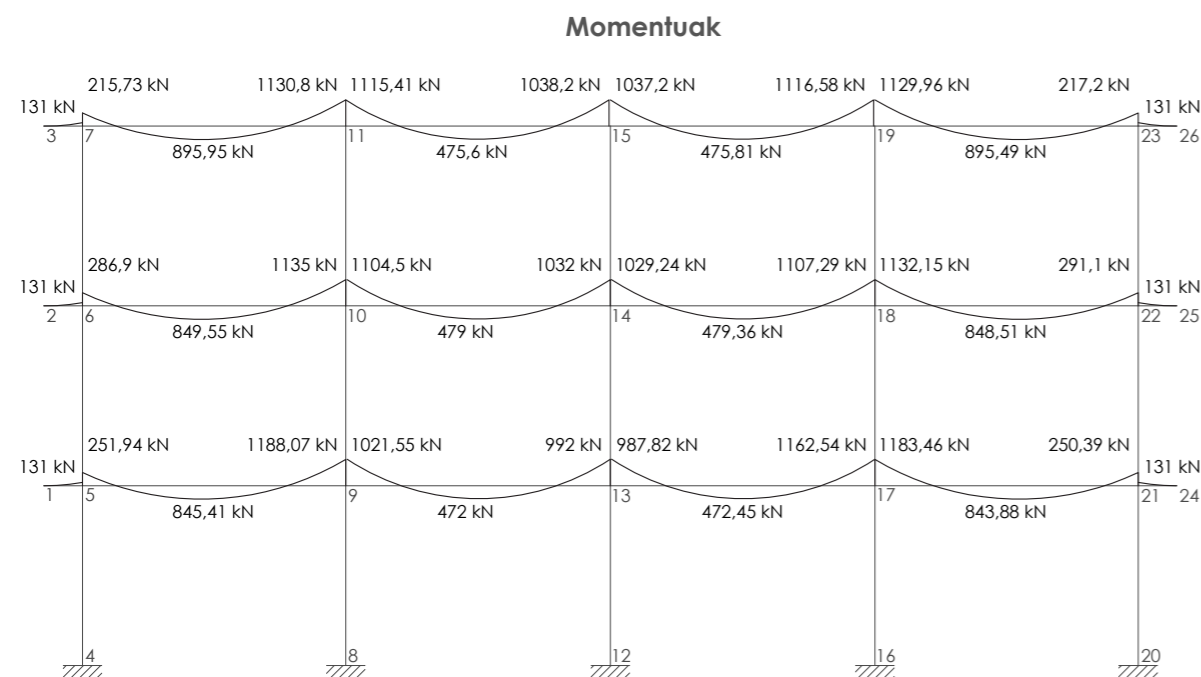 Momentuak
215,73 kN 1130,8 kN 1115,41 kN 1038,2 kN 1037,2 kN 1116,58 kN 1129,96 kN 217,2 kN
131 kN 131 kN
3 7 11 15 19 23 26
895,95 kN 475,6 kN 475,81 kN 895,49 kN
286,9 kN 1135 kN 1104,5 kN 1032 kN 1029,24 kN 1107,29 kN 1132,15 kN 291,1 kN
131 kN 131 kN
2 6 10 14 18 22 25
849,55 kN 479 kN 479,36 kN 848,51 kN
251,94 kN 1188,07 kN 1021,55 kN 992 kN 987,82 kN 1162,54 kN 1183,46 kN 250,39 kN
131 kN 131 kN
1 5 9 13 17 21 24
845,41 kN 472 kN 472,45 kN 843,88 kN
4 8 12 16 20